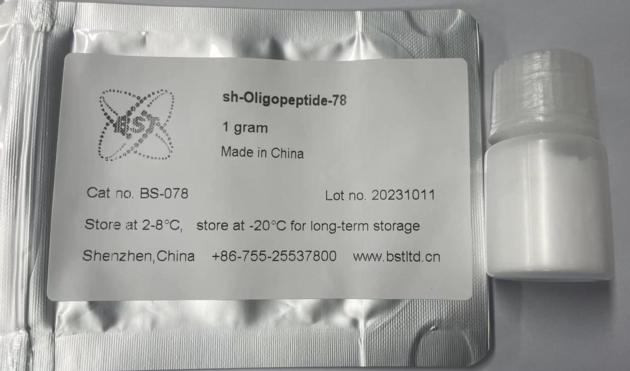 sh-Oligopeptide-78
BST
1 gram
Made in China
Cat no. BS-078 Lot no. 20231011
Store at 2-8°C, store at -20°C for long-term storage
Shenzhen,China +86-755-25537800 www.bstltd.cn